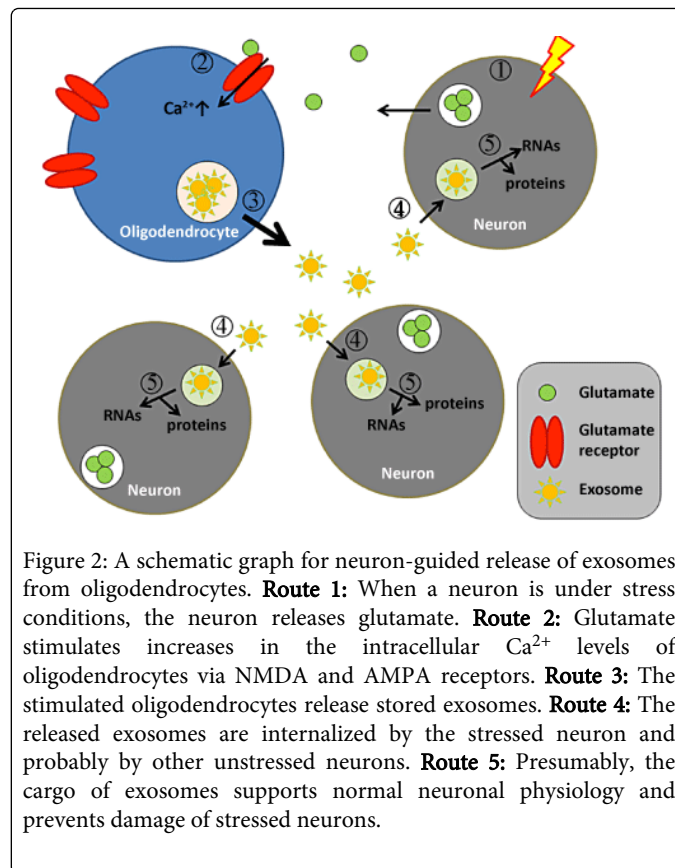 ②
①
Ca²⁺↑
⑤
RNAs
proteins
③
④
Oligodendrocyte
Neuron
④
④
⑤
RNAs
proteins
⑤
proteins
RNAs
Neuron
Neuron
Glutamate
Glutamate
receptor
Exosome
Figure 2: A schematic graph for neuron-guided release of exosomes
from oligodendrocytes. Route 1: When a neuron is under stress
conditions, the neuron releases glutamate. Route 2: Glutamate
stimulates increases in the intracellular Ca²⁺ levels of
oligodendrocytes via NMDA and AMPA receptors. Route 3: The
stimulated oligodendrocytes release stored exosomes. Route 4: The
released exosomes are internalized by the stressed neuron and
probably by other unstressed neurons. Route 5: Presumably, the
cargo of exosomes supports normal neuronal physiology and
prevents damage of stressed neurons.